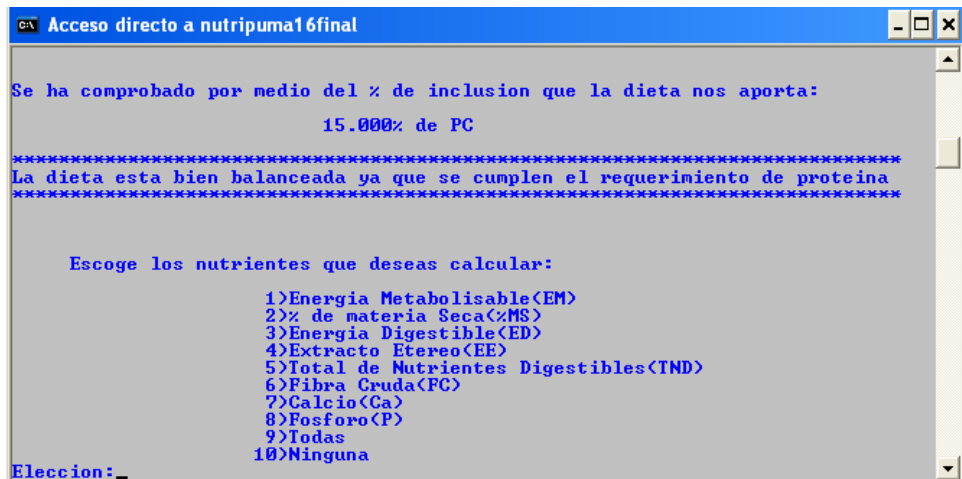 Acceso directo a nutripuma16final
Se ha comprobado por medio del % de inclusion que la dieta nos aporta:
15.000% de PC
*****************************************************************************
La dieta esta bien balanceada ya que se cumplen el requerimiento de proteina
*****************************************************************************
Escoge los nutrientes que deseas calcular:
1)Energia Metabolisable(EM)
2)% de materia Seca(%MS)
3)Energia Digestible(ED)
4)Extracto Etereo(EE)
5)Total de Nutrientes Digestibles(TND)
6)Fibra Cruda(FC)
7)Calcio(Ca)
8)Fosforo(P)
9)Todas
10)Ninguna
Eleccion:_